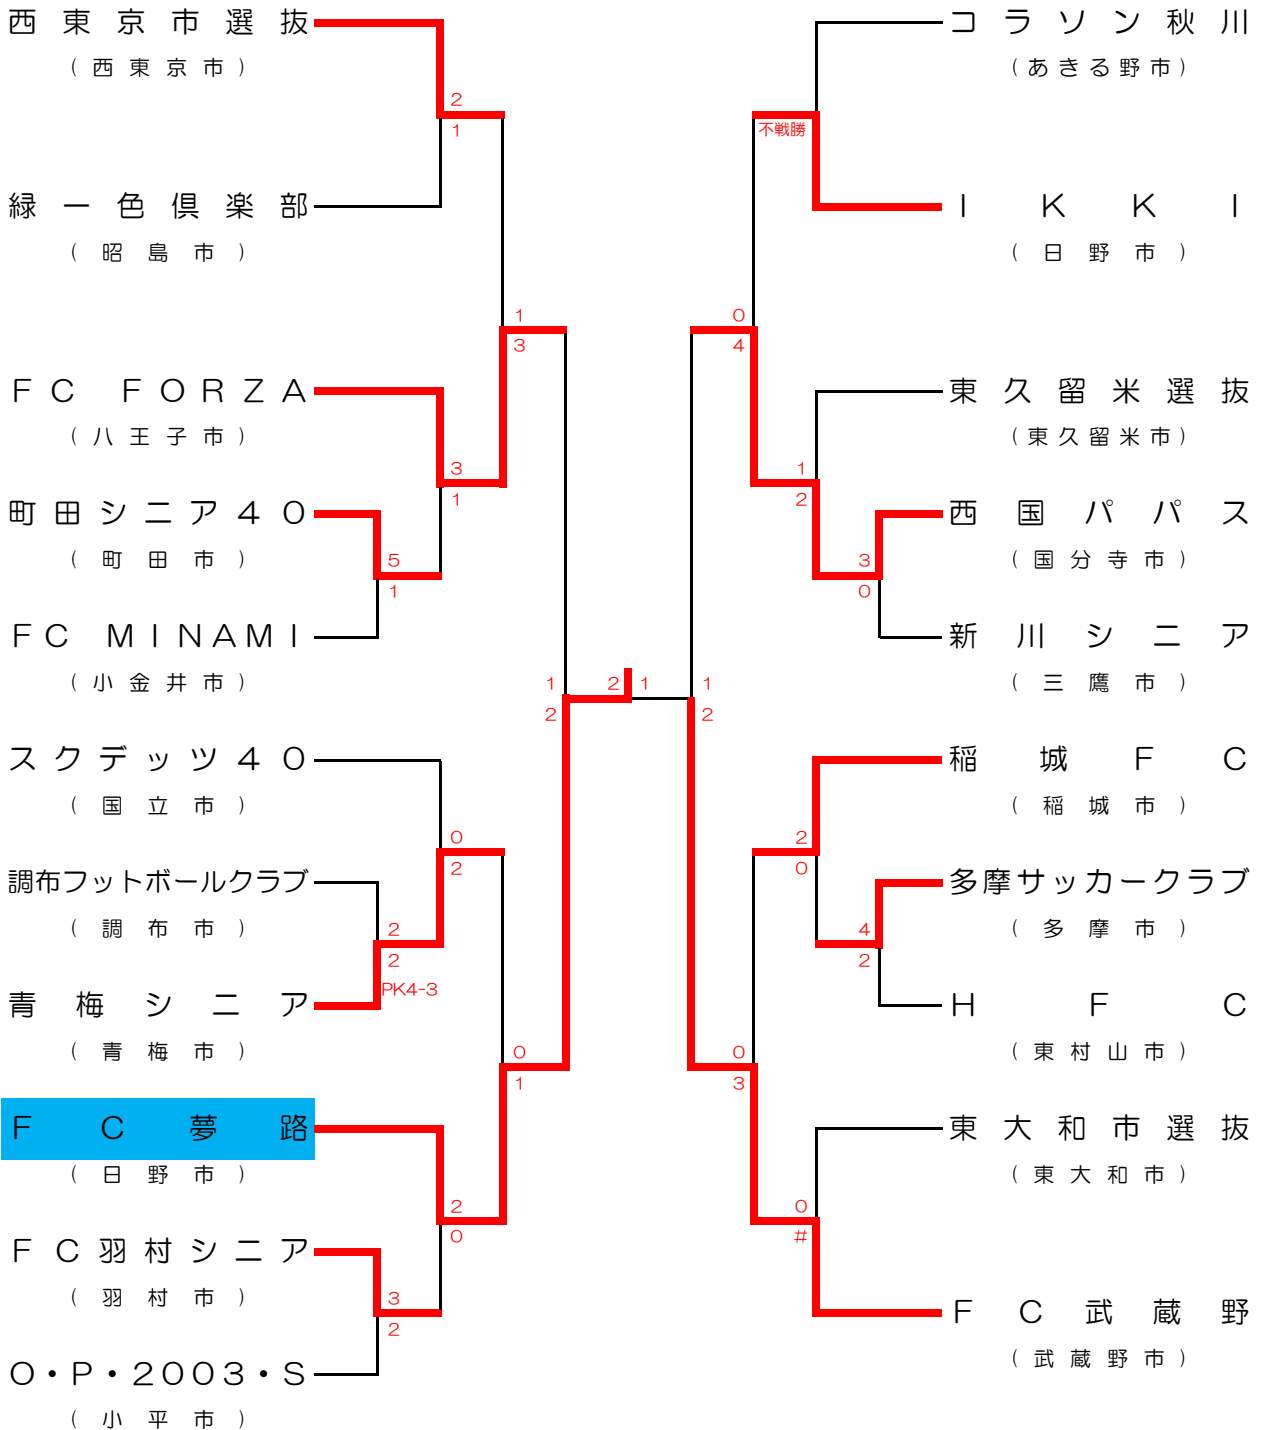 西東京市選抜
(西東京市)
2
1
緑一色倶楽部
(昭島市)
1
3
FC FORZA
(八王子市)
3
1
町田シニア40
(町田市)
5
1
FC MINAMI
(小金井市)
1
2
スクデッツ40
(国立市)
0
2
調布フットボールクラブ
(調布市)
2
2
PK4-3
青梅シニア
(青梅市)
0
1
FC夢路
(日野市)
2
0
FC羽村シニア
(羽村市)
3
2
O・P・2003・S
(小平市)
2 1
コラソン秋川
(あきる野市)
不戦勝
IKKI
(日野市)
0
4
東久留米選抜
(東久留米市)
1
2
西国パパス
(国分寺市)
3
0
新川シニア
(三鷹市)
1
2
稲城FC
(稲城市)
2
0
多摩サッカークラブ
(多摩市)
4
2
HFC
(東村山市)
0
3
東大和市選抜
(東大和市)
0
#
FC武蔵野
(武蔵野市)